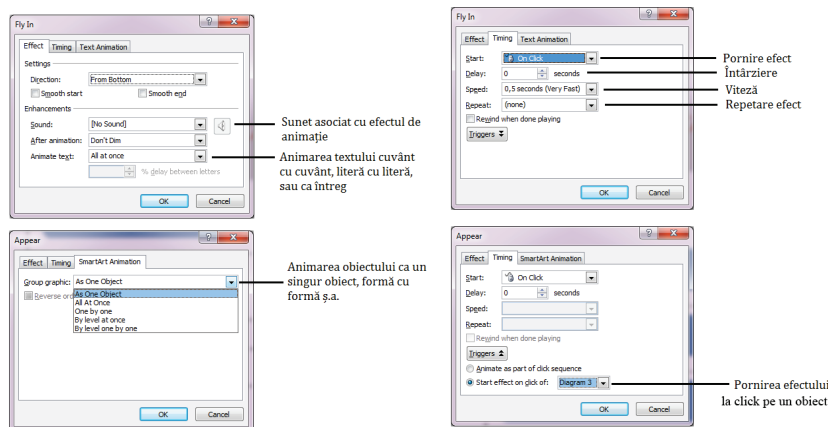 Fly In
Effect Timing Text Animation
Settings
Direction: From Bottom
Smooth start Smooth end
Enhancements
Sound: [No Sound]
After animation: Don't Dim
Animate text: All at once
% delay between letters
OK Cancel
Sunet asociat cu efectul de
animație
Animarea textului cuvânt
cu cuvânt, literă cu literă,
sau ca întreg
Fly In
Effect Timing Text Animation
Start: On Click
Delay: 0 seconds
Speed: 0,5 seconds (Very Fast)
Repeat: (none)
Rewind when done playing
Triggers
OK Cancel
Pornire efect
Întârziere
Viteză
Repetare efect
Appear
Effect Timing SmartArt Animation
Group graphic: As One Object
Reverse ord
As One Object
All At Once
One by one
By level at once
By level one by one
OK Cancel
Animarea obiectului ca un
singur obiect, formă cu
formă ș.a.
Appear
Effect Timing SmartArt Animation
Start: On Click
Delay: 0 seconds
Speed:
Repeat:
Rewind when done playing
Triggers
Animate as part of click sequence
Start effect on click of: Diagram 3
OK Cancel
Pornirea efectului
la click pe un obiect